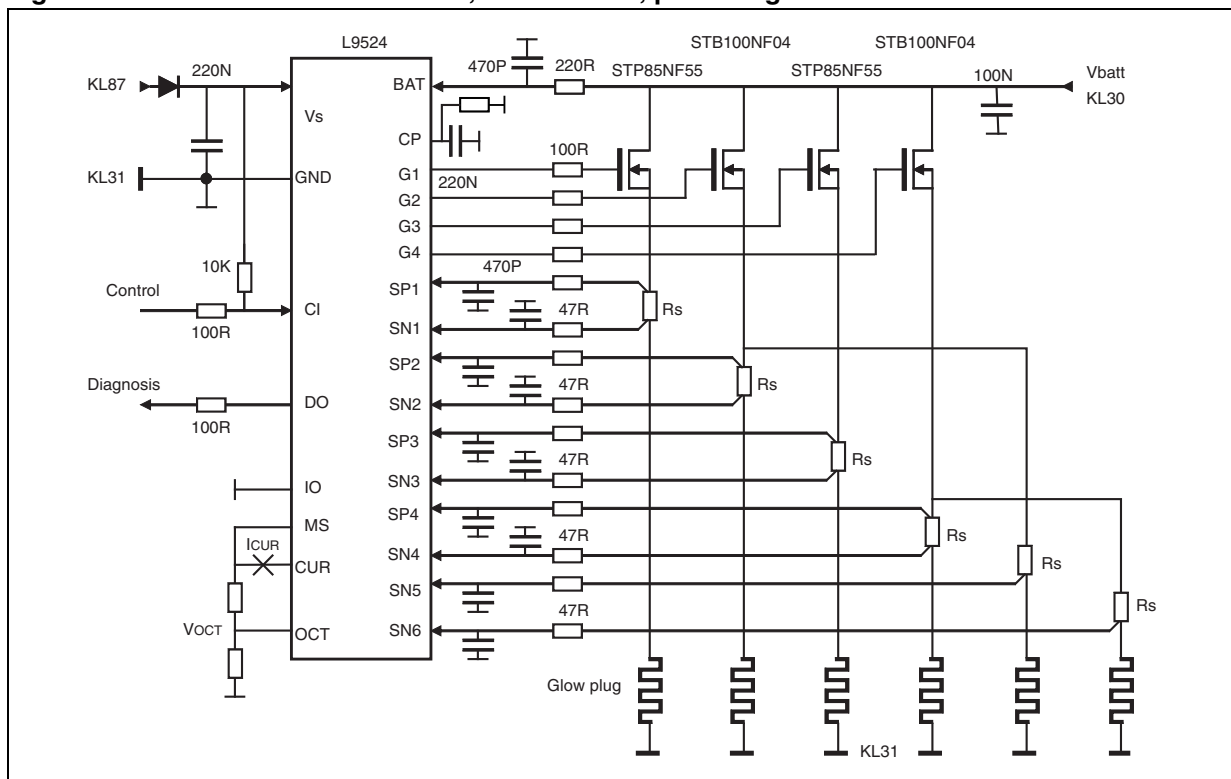 L9524
STB100NF04
STB100NF04
KL87
220N
470P
220R
STP85NF55
STP85NF55
100N
Vbatt
KL30
BAT
Vs
CP
100R
220N
KL31
GND
G1
G2
G3
G4
10K
470P
Control
CI
100R
SP1
47R
Rs
SN1
SP2
47R
Rs
SN2
Diagnosis
DO
100R
SP3
47R
Rs
SN3
IO
SP4
MS
47R
Rs
ICUR
SN4
CUR
Rs
SN5
47R
Rs
VOCT
OCT
SN6
Glow plug
KL31